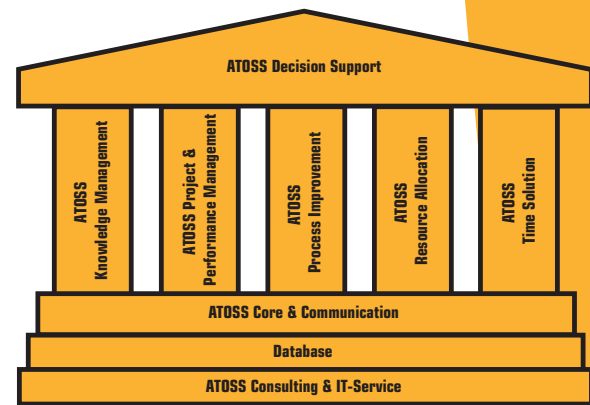 ATOSS Decision Support
ATOSS
Knowledge Management
ATOSS Project &
Performance Management
ATOSS
Process Improvement
ATOSS
Resource Allocation
ATOSS
Time Solution
ATOSS Core & Communication
Database
ATOSS Consulting & IT-Service